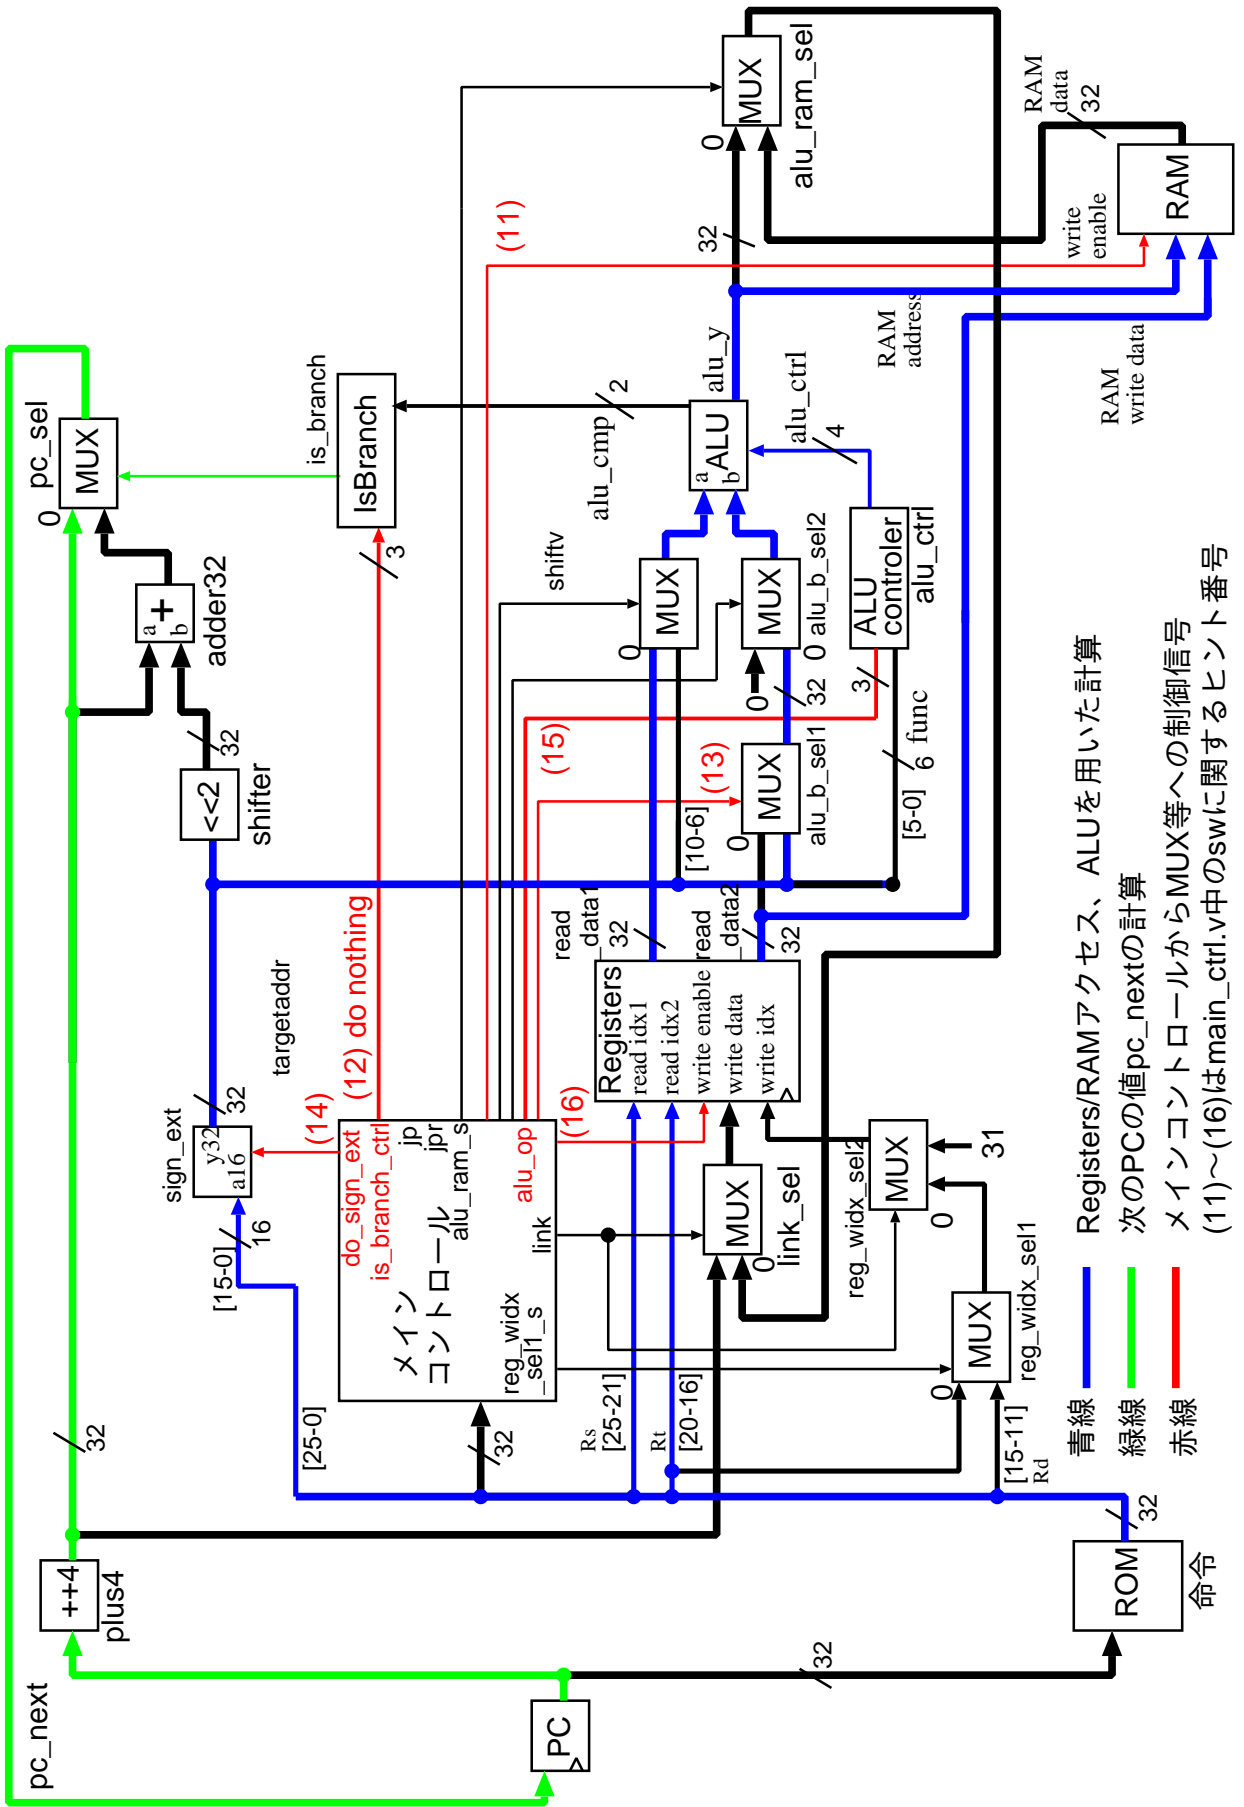 pc_next
PC
++4
plus4
32
32
ROM
命令
32
[25-0]
[15-0]
16
sign_ext
a16
y32
32
targetaddr
(14)
(12) do nothing
メイン
コントロール
do_sign_ext
is_branch_ctrl
jp
jpr
alu_ram_s
alu_op
link
reg_widx
_sel1_s
32
(16)
Rs
[25-21]
Rt
[20-16]
[15-11]
Rd
0
MUX
reg_widx_sel1
0
MUX
reg_widx_sel2
31
MUX
0
link_sel
Registers
read idx1
read idx2
write enable
write data
write idx
read
_data1
32
read
_data2
32
<<2
shifter
32
a
b
+
adder32
0
MUX
pc_sel
IsBranch
is_branch
3
[10-6]
[5-0]
6
func
(13)
(15)
0
MUX
alu_b_sel1
32
0
MUX
shiftv
0
MUX
0
alu_b_sel2
3
ALU
controler
alu_ctrl
a
b
ALU
alu_y
alu_cmp
2
alu_ctrl
4
32
(11)
0
MUX
alu_ram_sel
RAM
address
RAM
write data
write
enable
RAM
RAM
data
32
青線
Registers/RAMアクセス、ALUを用いた計算
緑線
次のPCの値pc_nextの計算
赤線
メインコントロールからMUX等への制御信号
(11)～(16)はmain_ctrl.v中のswに関するヒント番号